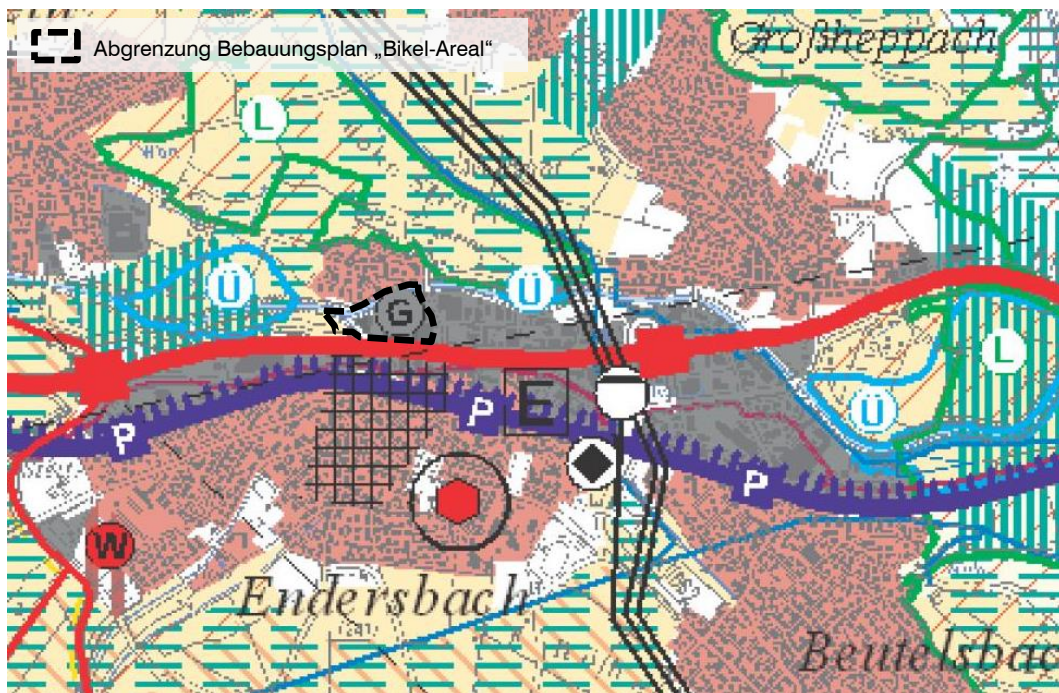 Abgrenzung Bebauungsplan „Bikel-Areal“
Großheppach
L
Ü
Ü
G
L
P
P
E
Ü
P
W
Endersbach
Beutelsbac